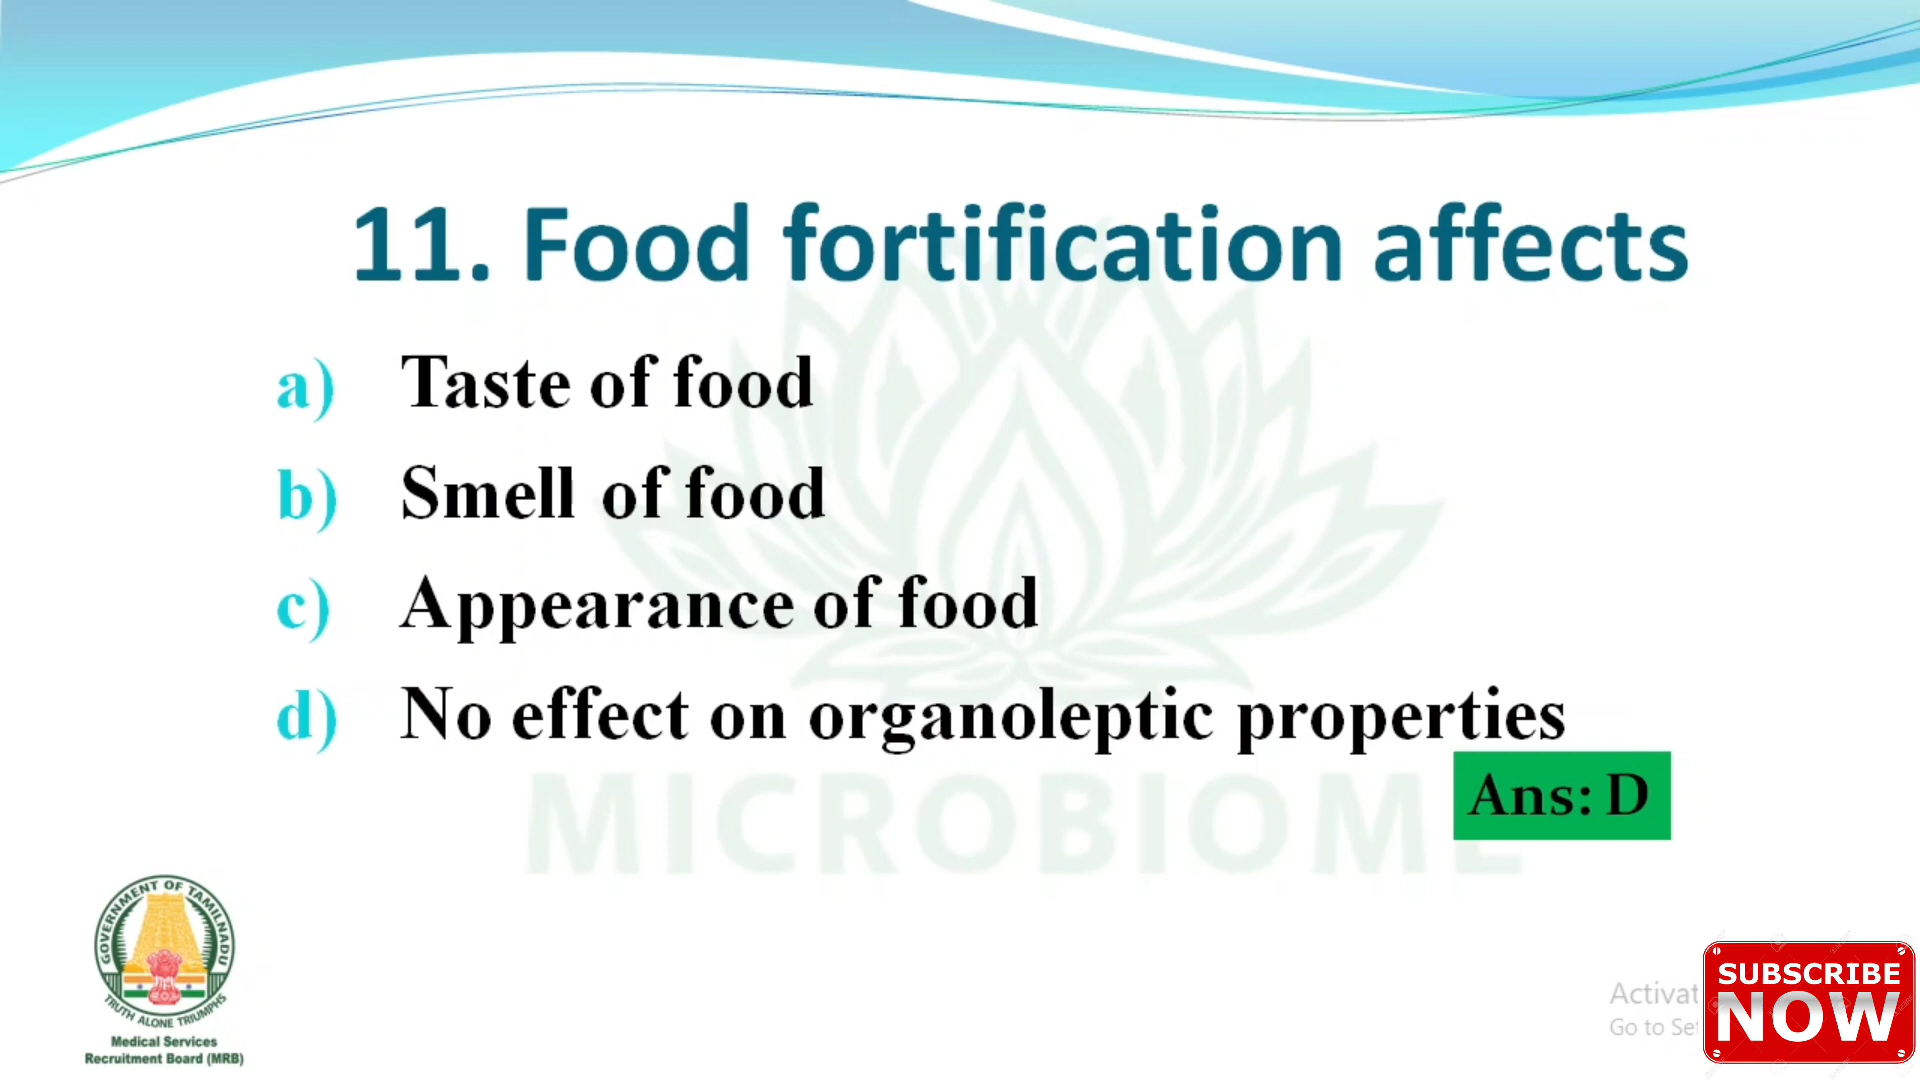 11. Food fortification affects
a) Taste of food
b) Smell of food
c) Appearance of food
d) No effect on organoleptic properties
Ans: D
MICROBIOME
GOVERNMENT OF TAMILNADU
TRUTH ALONE TRIUMPHS
Medical Services
Recruitment Board (MRB)
Activat
Go to Set
SUBSCRIBE
NOW